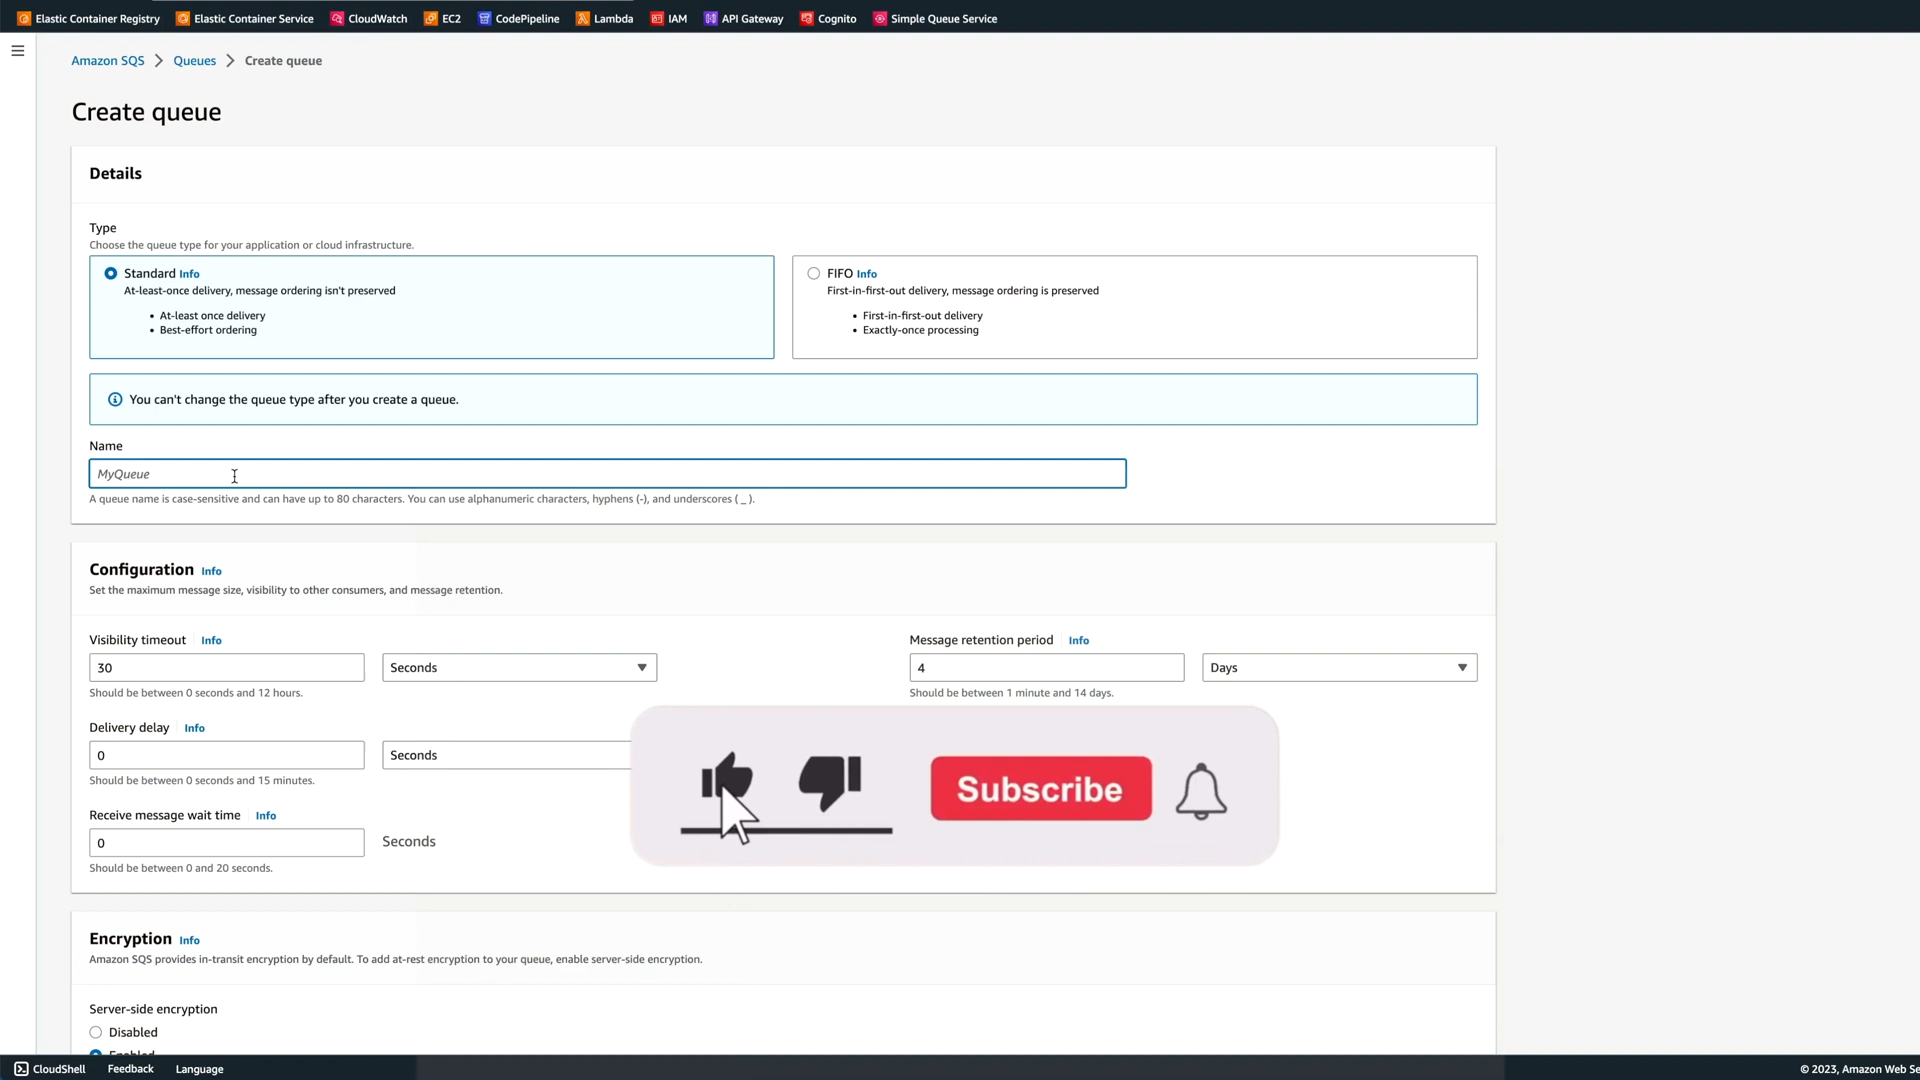 Elastic Container Registry Elastic Container Service CloudWatch EC2 CodePipeline Lambda IAM API Gateway Cognito Simple Queue Service
Amazon SQS > Queues > Create queue
Create queue
Details
Type
Choose the queue type for your application or cloud infrastructure.
Standard Info
At-least-once delivery, message ordering isn't preserved
• At-least once delivery
• Best-effort ordering
FIFO Info
First-in-first-out delivery, message ordering is preserved
• First-in-first-out delivery
• Exactly-once processing
You can't change the queue type after you create a queue.
Name
MyQueue
A queue name is case-sensitive and can have up to 80 characters. You can use alphanumeric characters, hyphens (-), and underscores ( _ ).
Configuration Info
Set the maximum message size, visibility to other consumers, and message retention.
Visibility timeout Info
30 Seconds
Should be between 0 seconds and 12 hours.
Message retention period Info
4 Days
Should be between 1 minute and 14 days.
Delivery delay Info
0 Seconds
Should be between 0 seconds and 15 minutes.
Subscribe
Receive message wait time Info
0 Seconds
Should be between 0 and 20 seconds.
Encryption Info
Amazon SQS provides in-transit encryption by default. To add at-rest encryption to your queue, enable server-side encryption.
Server-side encryption
Disabled
Enabled
CloudShell Feedback Language © 2023, Amazon Web Se